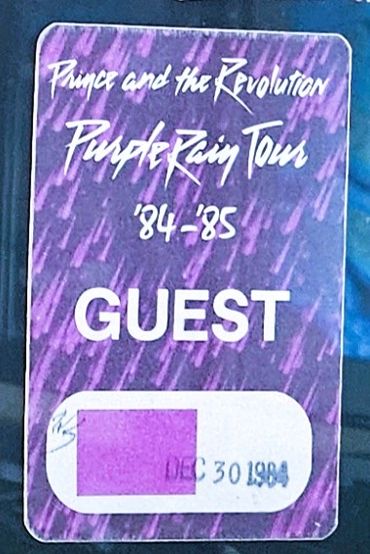 Prince and the Revolution
Purple Rain Tour
'84-'85
GUEST
DEC 30 1984